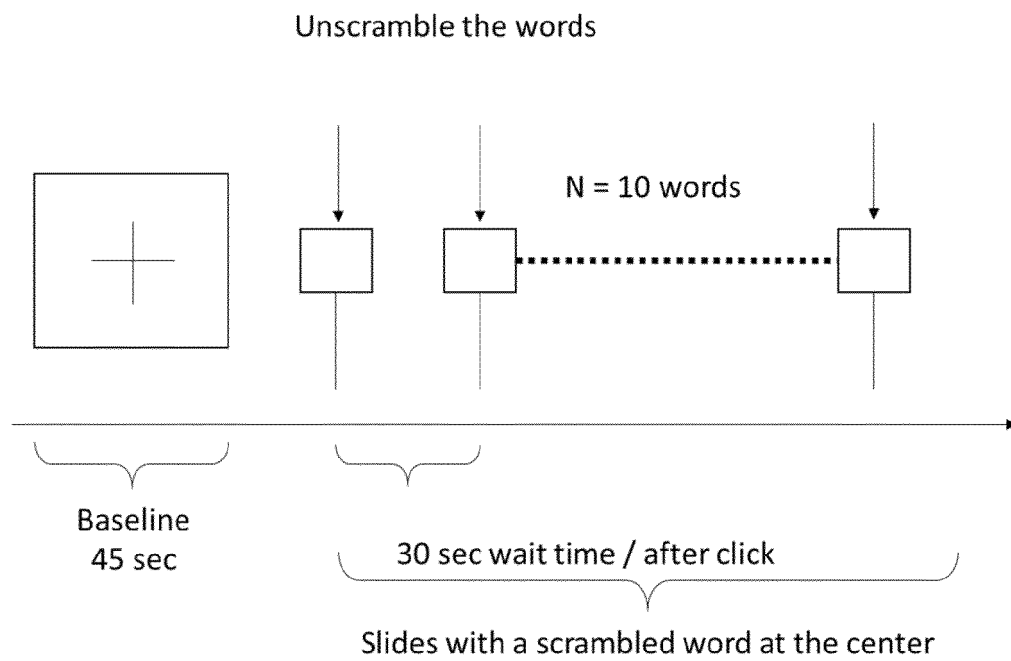 Unscramble the words
N = 10 words
Baseline
45 sec
30 sec wait time / after click
Slides with a scrambled word at the center